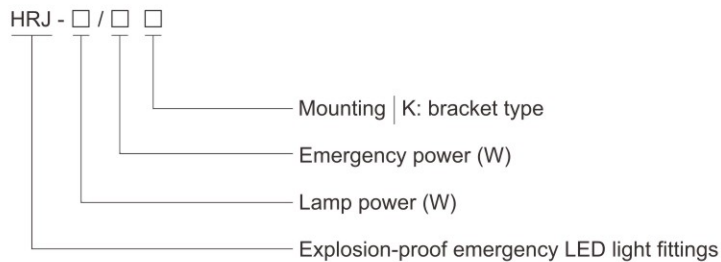 HRJ - □ / □ □
Mounting | K: bracket type
Emergency power (W)
Lamp power (W)
Explosion-proof emergency LED light fittings